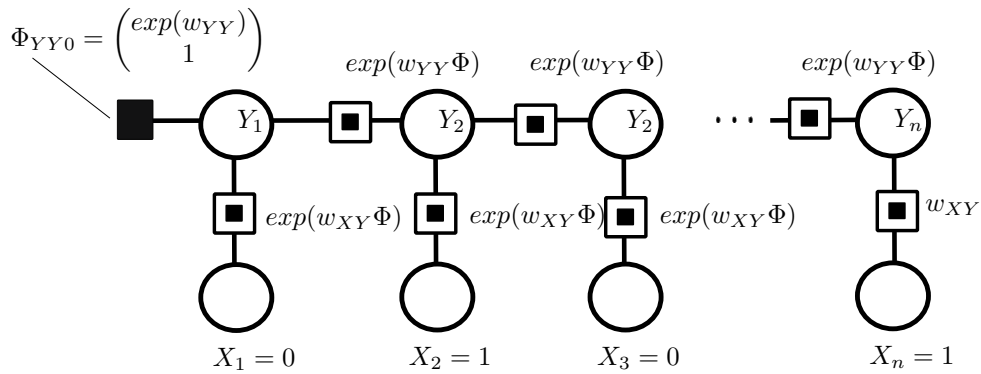 Φ_{YY0} = (exp(w_{YY}) 1)
exp(w_{YY}Φ) exp(w_{YY}Φ) exp(w_{YY}Φ)
Y_1 Y_2 Y_2 ··· Y_n
exp(w_{XY}Φ) exp(w_{XY}Φ) exp(w_{XY}Φ) w_{XY}
X_1 = 0 X_2 = 1 X_3 = 0 X_n = 1